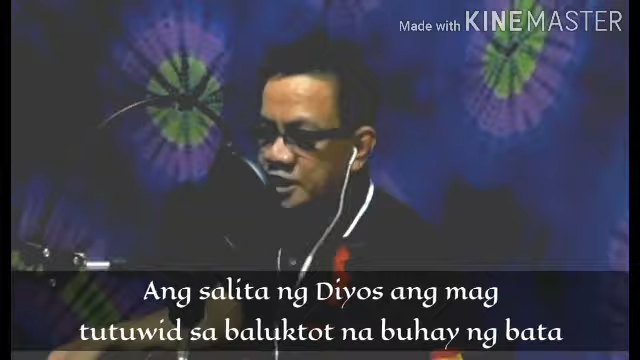 Made with KINEMASTER
Ang salita ng Diyos ang mag
tutuwid sa baluktot na buhay ng bata